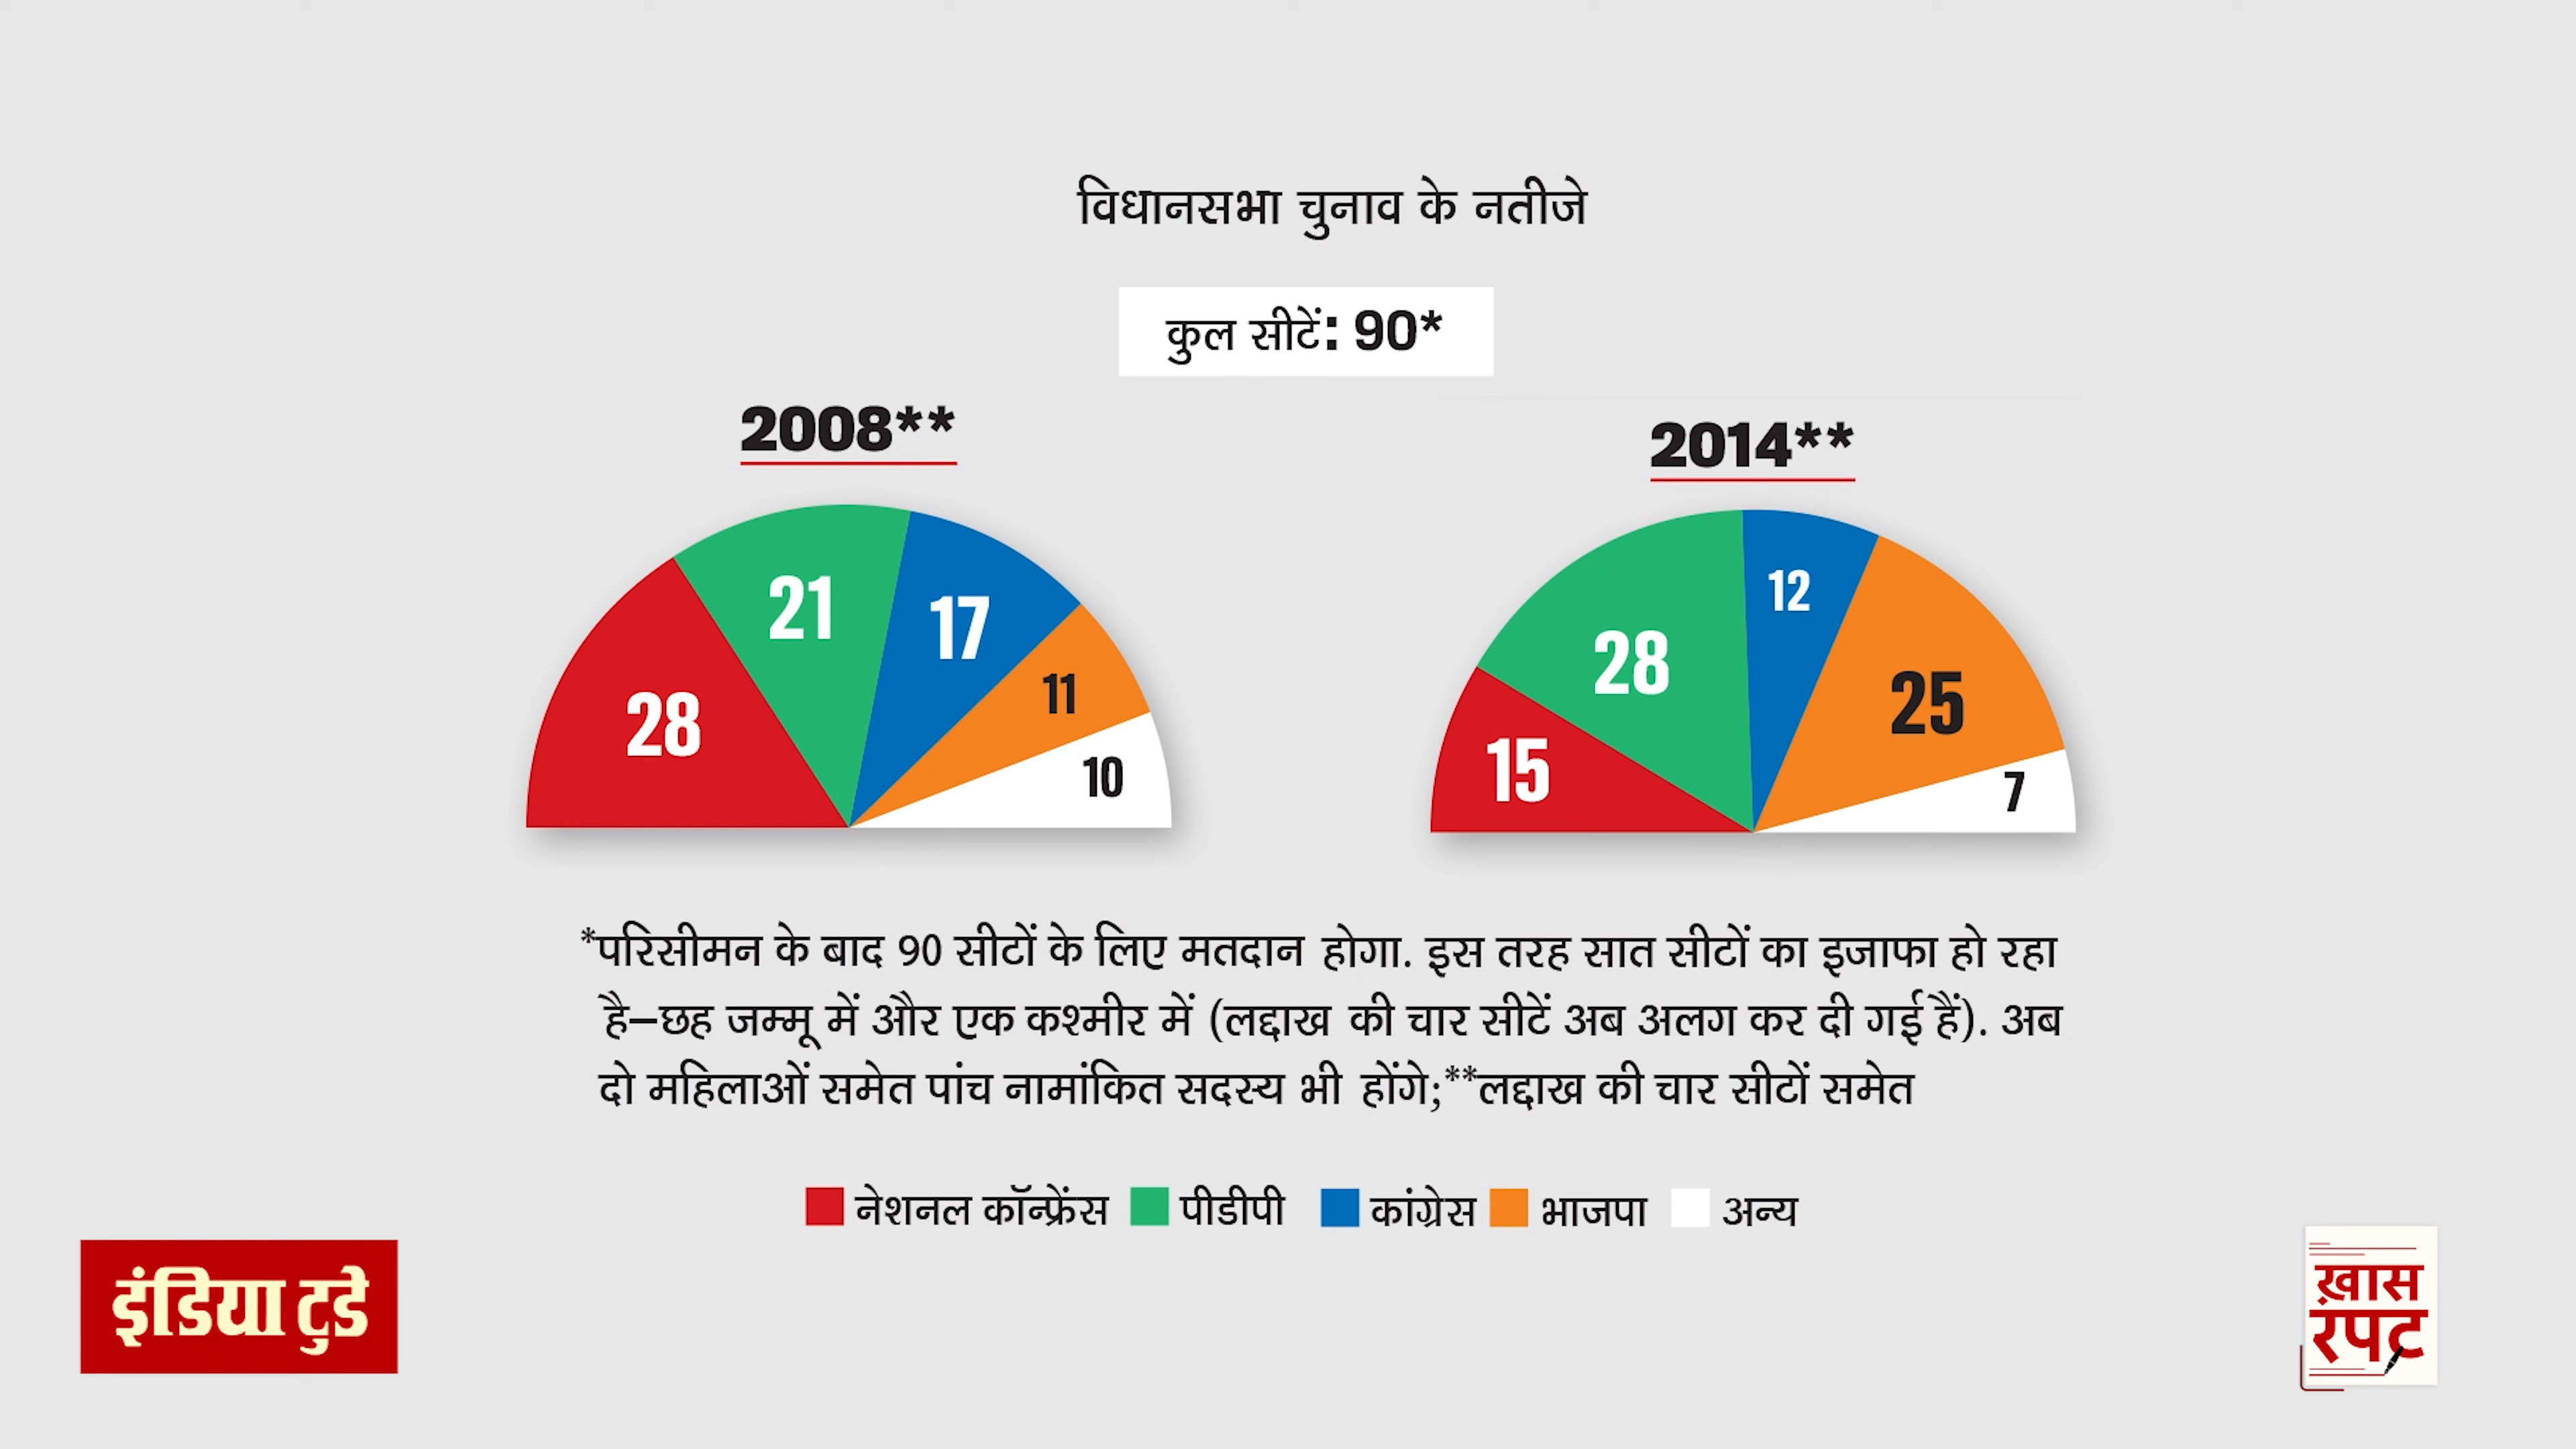 विधानसभा चुनाव के नतीजे
कुल सीटें: 90*
2008**
28
21
17
11
10
2014**
15
28
12
25
7
*परिसीमन के बाद 90 सीटों के लिए मतदान होगा. इस तरह सात सीटों का इजाफा हो रहा
है—छह जम्मू में और एक कश्मीर में (लद्दाख की चार सीटें अब अलग कर दी गई हैं). अब
दो महिलाओं समेत पांच नामांकित सदस्य भी होंगे;**लद्दाख की चार सीटों समेत
नेशनल कॉन्फ्रेंस पीडीपी कांग्रेस भाजपा अन्य
इंडिया टुडे
ख़ास
रपट